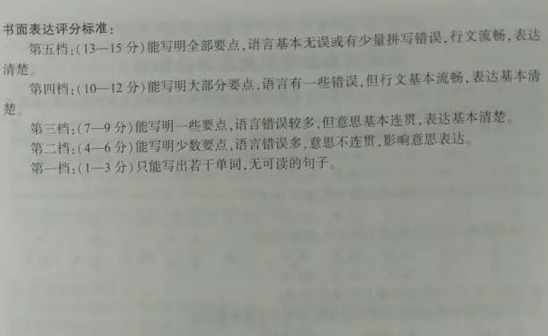 书面表达评分标准：
第五档：（13—15 分）能写明全部要点，语言基本无误或有少量拼写错误，行文流畅，表达
清楚。
第四档：（10—12 分）能写明大部分要点，语言有一些错误，但行文基本流畅，表达基本清
楚。
第三档：（7—9 分）能写明一些要点，语言错误较多，但意思基本连贯，表达基本清楚。
第二档：（4—6 分）能写明少数要点，语言错误多，意思不连贯，影响意思表达。
第一档：（1—3 分）只能写出若干单词，无可读的句子。